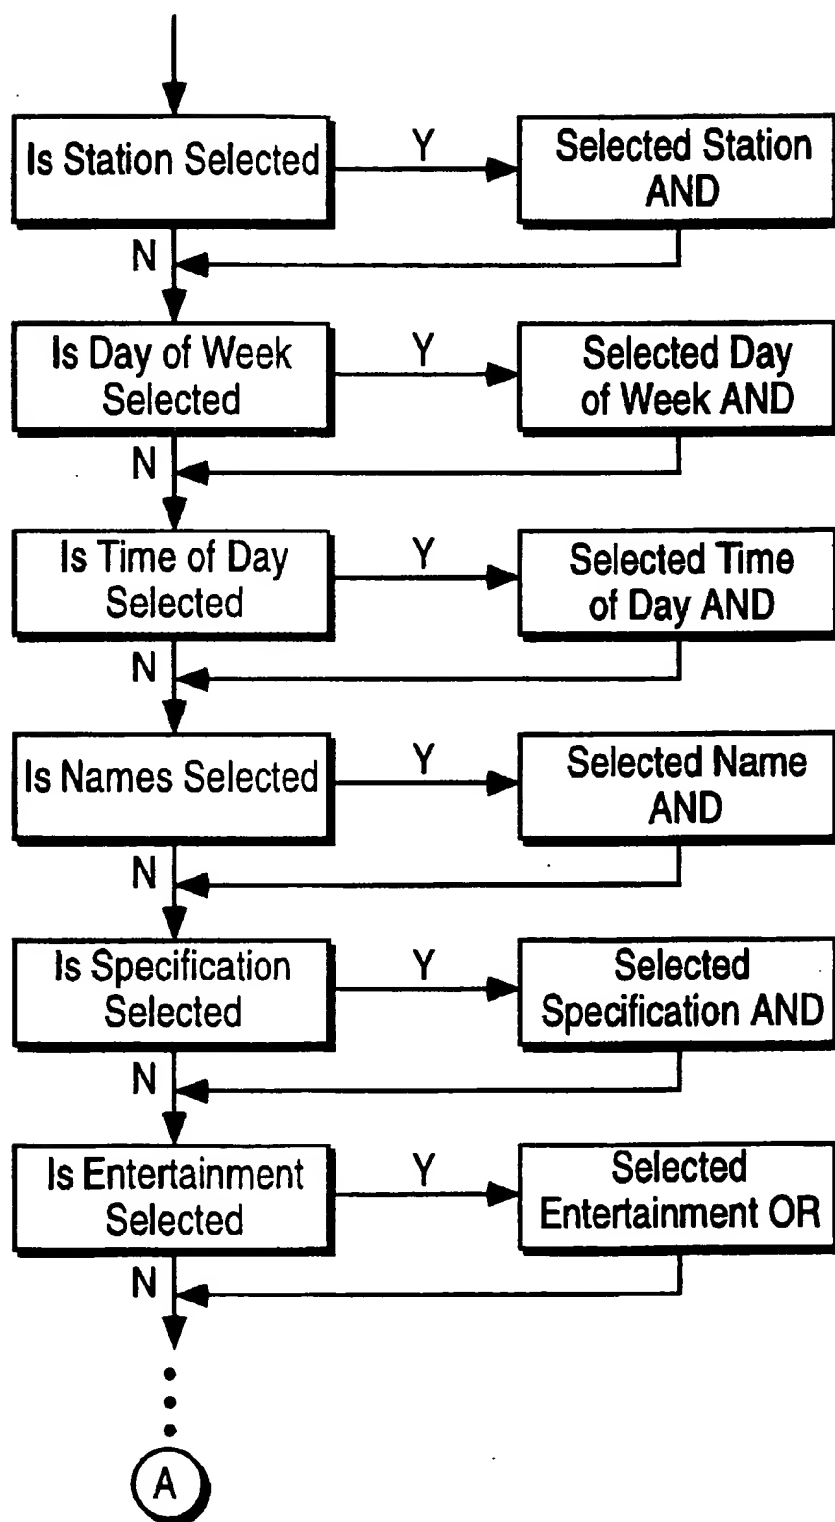 Is Station Selected
Y
Selected Station
AND
N
Is Day of Week
Selected
Y
Selected Day
of Week AND
N
Is Time of Day
Selected
Y
Selected Time
of Day AND
N
Is Names Selected
Y
Selected Name
AND
N
Is Specification
Selected
Y
Selected
Specification AND
N
Is Entertainment
Selected
Y
Selected
Entertainment OR
N
A